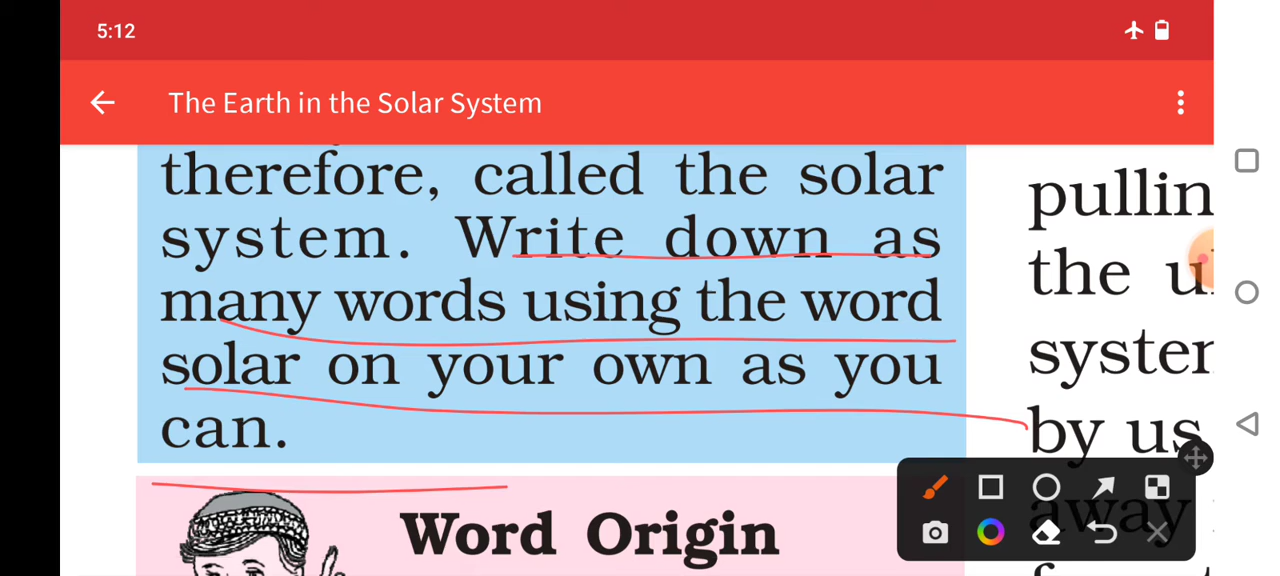 5:12
The Earth in the Solar System
therefore, called the solar
system. Write down as
many words using the word
solar on your own as you
can.
Word Origin
pullin
the
syster
by us
away